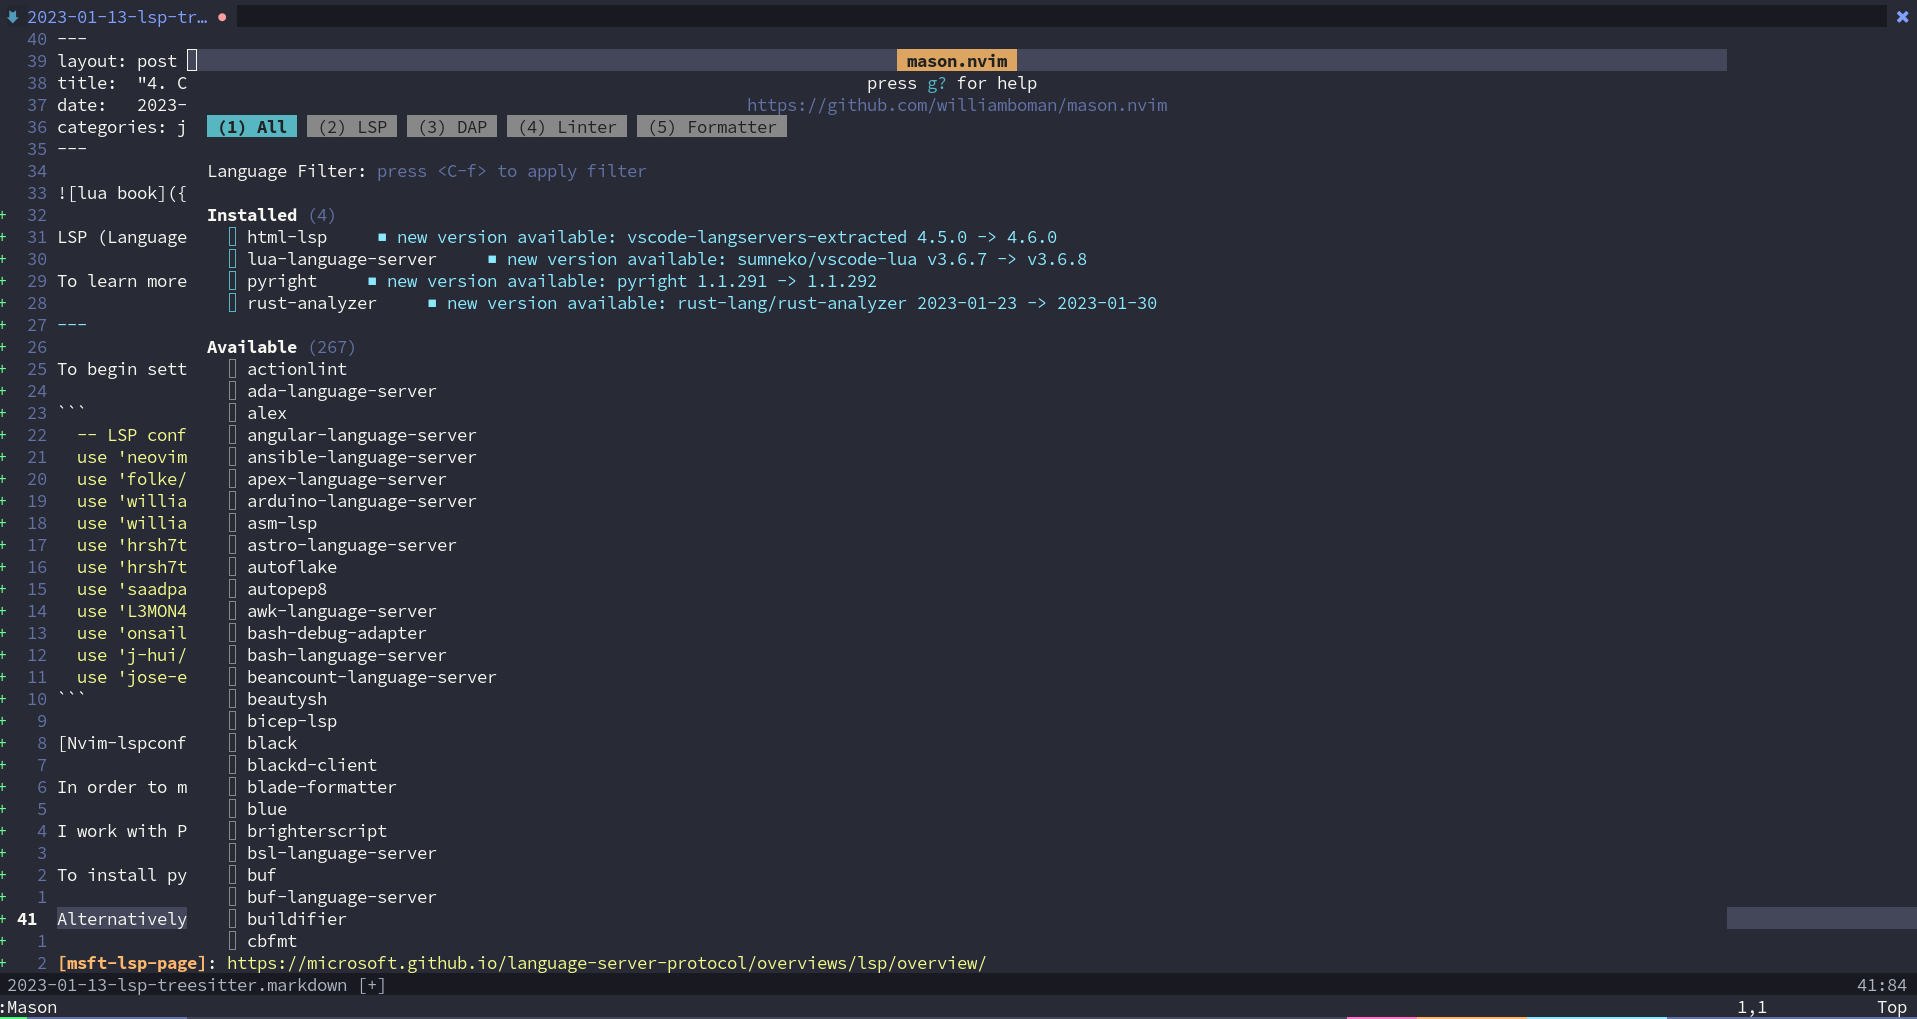 2023-01-13-lsp-tr… ●
40 ---
39 layout: post mason.nvim
38 title:  "4. C press g? for help
37 date:   2023- https://github.com/williamboman/mason.nvim
36 categories: j (1) All (2) LSP (3) DAP (4) Linter (5) Formatter
35 ---
34 Language Filter: press <C-f> to apply filter
33 ![lua book]({
+ 32 Installed (4)
+ 31 LSP (Language html-lsp ▪ new version available: vscode-langservers-extracted 4.5.0 -> 4.6.0
+ 30 lua-language-server ▪ new version available: sumneko/vscode-lua v3.6.7 -> v3.6.8
+ 29 To learn more pyright ▪ new version available: pyright 1.1.291 -> 1.1.292
+ 28 rust-analyzer ▪ new version available: rust-lang/rust-analyzer 2023-01-23 -> 2023-01-30
+ 27 ---
+ 26 Available (267)
+ 25 To begin sett actionlint
+ 24 ada-language-server
+ 23 ``` alex
+ 22 -- LSP conf angular-language-server
+ 21 use 'neovim ansible-language-server
+ 20 use 'folke/ apex-language-server
+ 19 use 'willia arduino-language-server
+ 18 use 'willia asm-lsp
+ 17 use 'hrsh7t astro-language-server
+ 16 use 'hrsh7t autoflake
+ 15 use 'saadpa autopep8
+ 14 use 'L3MON4 awk-language-server
+ 13 use 'onsail bash-debug-adapter
+ 12 use 'j-hui/ bash-language-server
+ 11 use 'jose-e beancount-language-server
+ 10 ``` beautysh
+ 9 bicep-lsp
+ 8 [Nvim-lspconf black
+ 7 blackd-client
+ 6 In order to m blade-formatter
+ 5 blue
+ 4 I work with P brighterscript
+ 3 bsl-language-server
+ 2 To install py buf
+ 1 buf-language-server
+ 41 Alternatively buildifier
+ 1 cbfmt
+ 2 [msft-lsp-page]: https://microsoft.github.io/language-server-protocol/overviews/lsp/overview/
2023-01-13-lsp-treesitter.markdown [+] 41:84
:Mason 1,1 Top